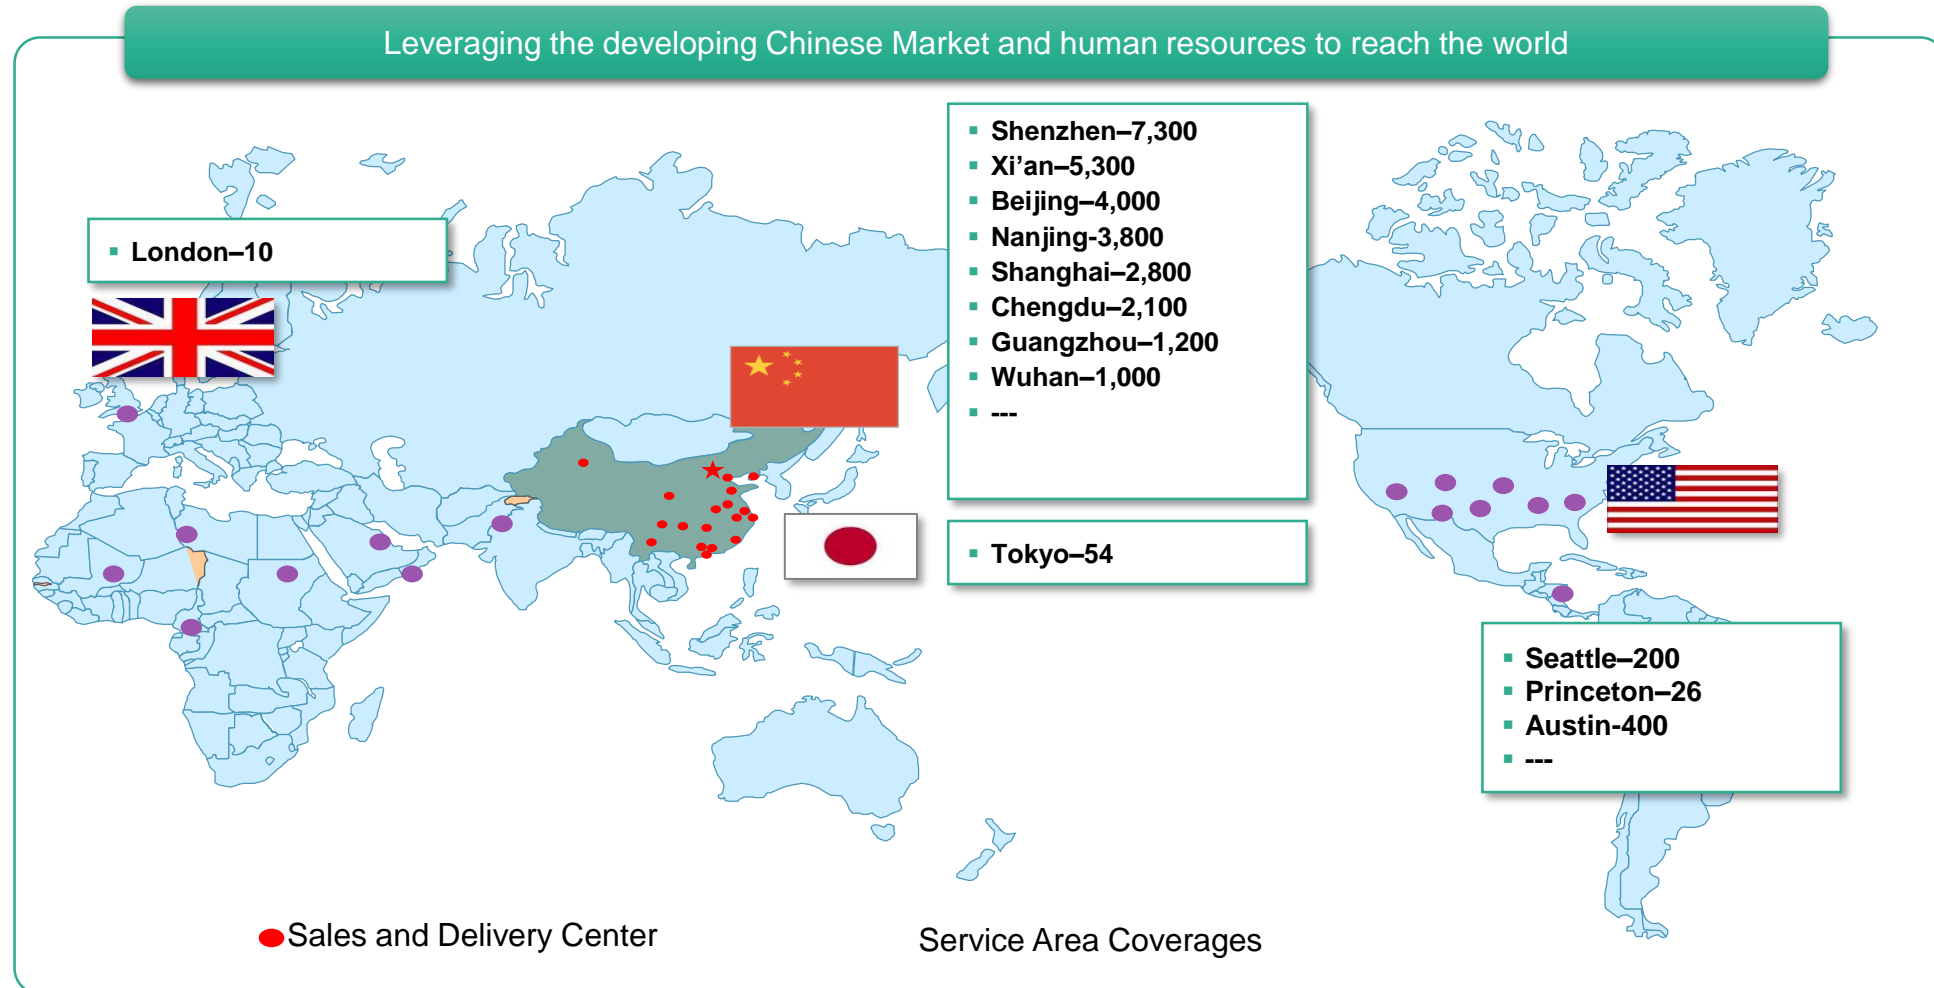 Leveraging the developing Chinese Market and human resources to reach the world
London–10
Shenzhen–7,300
Xi’an–5,300
Beijing–4,000
Nanjing-3,800
Shanghai–2,800
Chengdu–2,100
Guangzhou–1,200
Wuhan–1,000
---
Tokyo–54
Seattle–200
Princeton–26
Austin-400
---
Sales and Delivery Center
Service Area Coverages